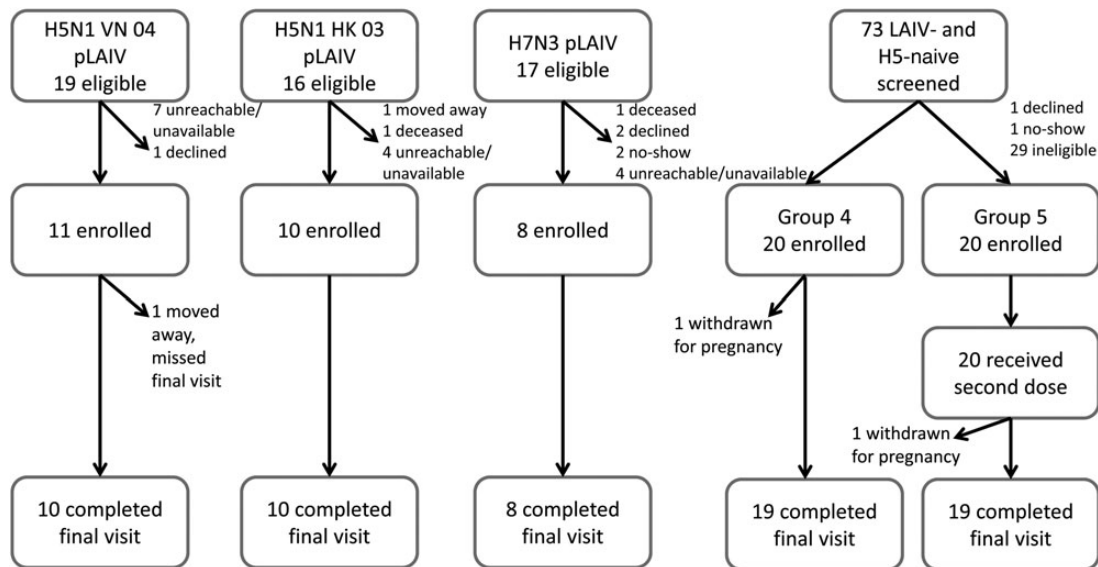 H5N1 VN 04
pLAIV
19 eligible
7 unreachable/
unavailable
1 declined
11 enrolled
1 moved
away,
missed
final visit
10 completed
final visit
H5N1 HK 03
pLAIV
16 eligible
1 moved away
1 deceased
4 unreachable/
unavailable
10 enrolled
10 completed
final visit
H7N3 pLAIV
17 eligible
1 deceased
2 declined
2 no-show
4 unreachable/unavailable
8 enrolled
8 completed
final visit
73 LAIV- and
H5-naive
screened
1 declined
1 no-show
29 ineligible
Group 4
20 enrolled
1 withdrawn
for pregnancy
19 completed
final visit
Group 5
20 enrolled
20 received
second dose
1 withdrawn
for pregnancy
19 completed
final visit